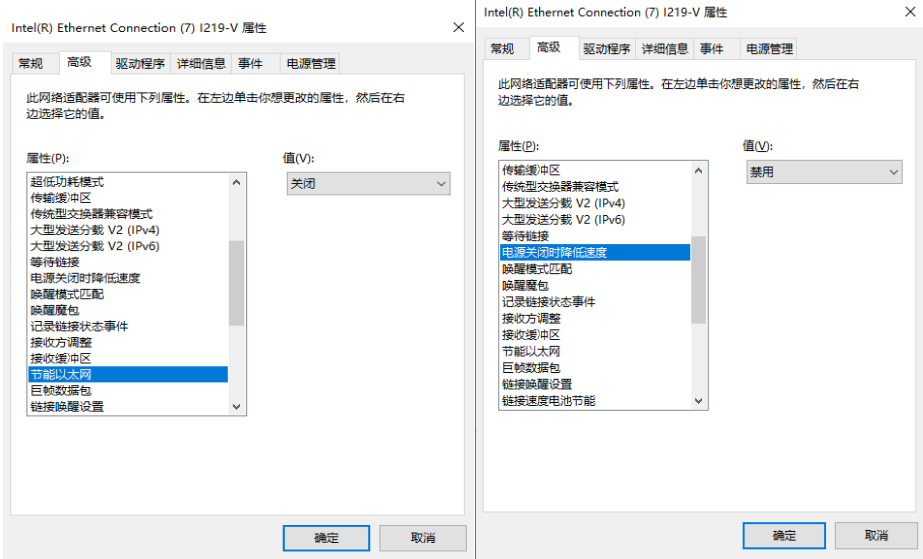 Intel(R) Ethernet Connection (7) I219-V 属性
常规 高级 驱动程序 详细信息 事件 电源管理
此网络适配器可使用下列属性。在左边单击你想更改的属性，然后在右
边选择它的值。
属性(P):
值(V):
超低功耗模式
传输缓冲区
传统型交换器兼容模式
大型发送分载 V2 (IPv4)
大型发送分载 V2 (IPv6)
等待链接
电源关闭时降低速度
唤醒模式匹配
唤醒魔包
记录链接状态事件
接收方调整
接收缓冲区
节能以太网
巨帧数据包
链接唤醒设置
关闭
确定 取消
Intel(R) Ethernet Connection (7) I219-V 属性
常规 高级 驱动程序 详细信息 事件 电源管理
此网络适配器可使用下列属性。在左边单击你想更改的属性，然后在右
边选择它的值。
属性(P):
值(V):
传输缓冲区
传统型交换器兼容模式
大型发送分载 V2 (IPv4)
大型发送分载 V2 (IPv6)
等待链接
电源关闭时降低速度
唤醒模式匹配
唤醒魔包
记录链接状态事件
接收方调整
接收缓冲区
节能以太网
巨帧数据包
链接唤醒设置
链接速度电池节能
禁用
确定 取消